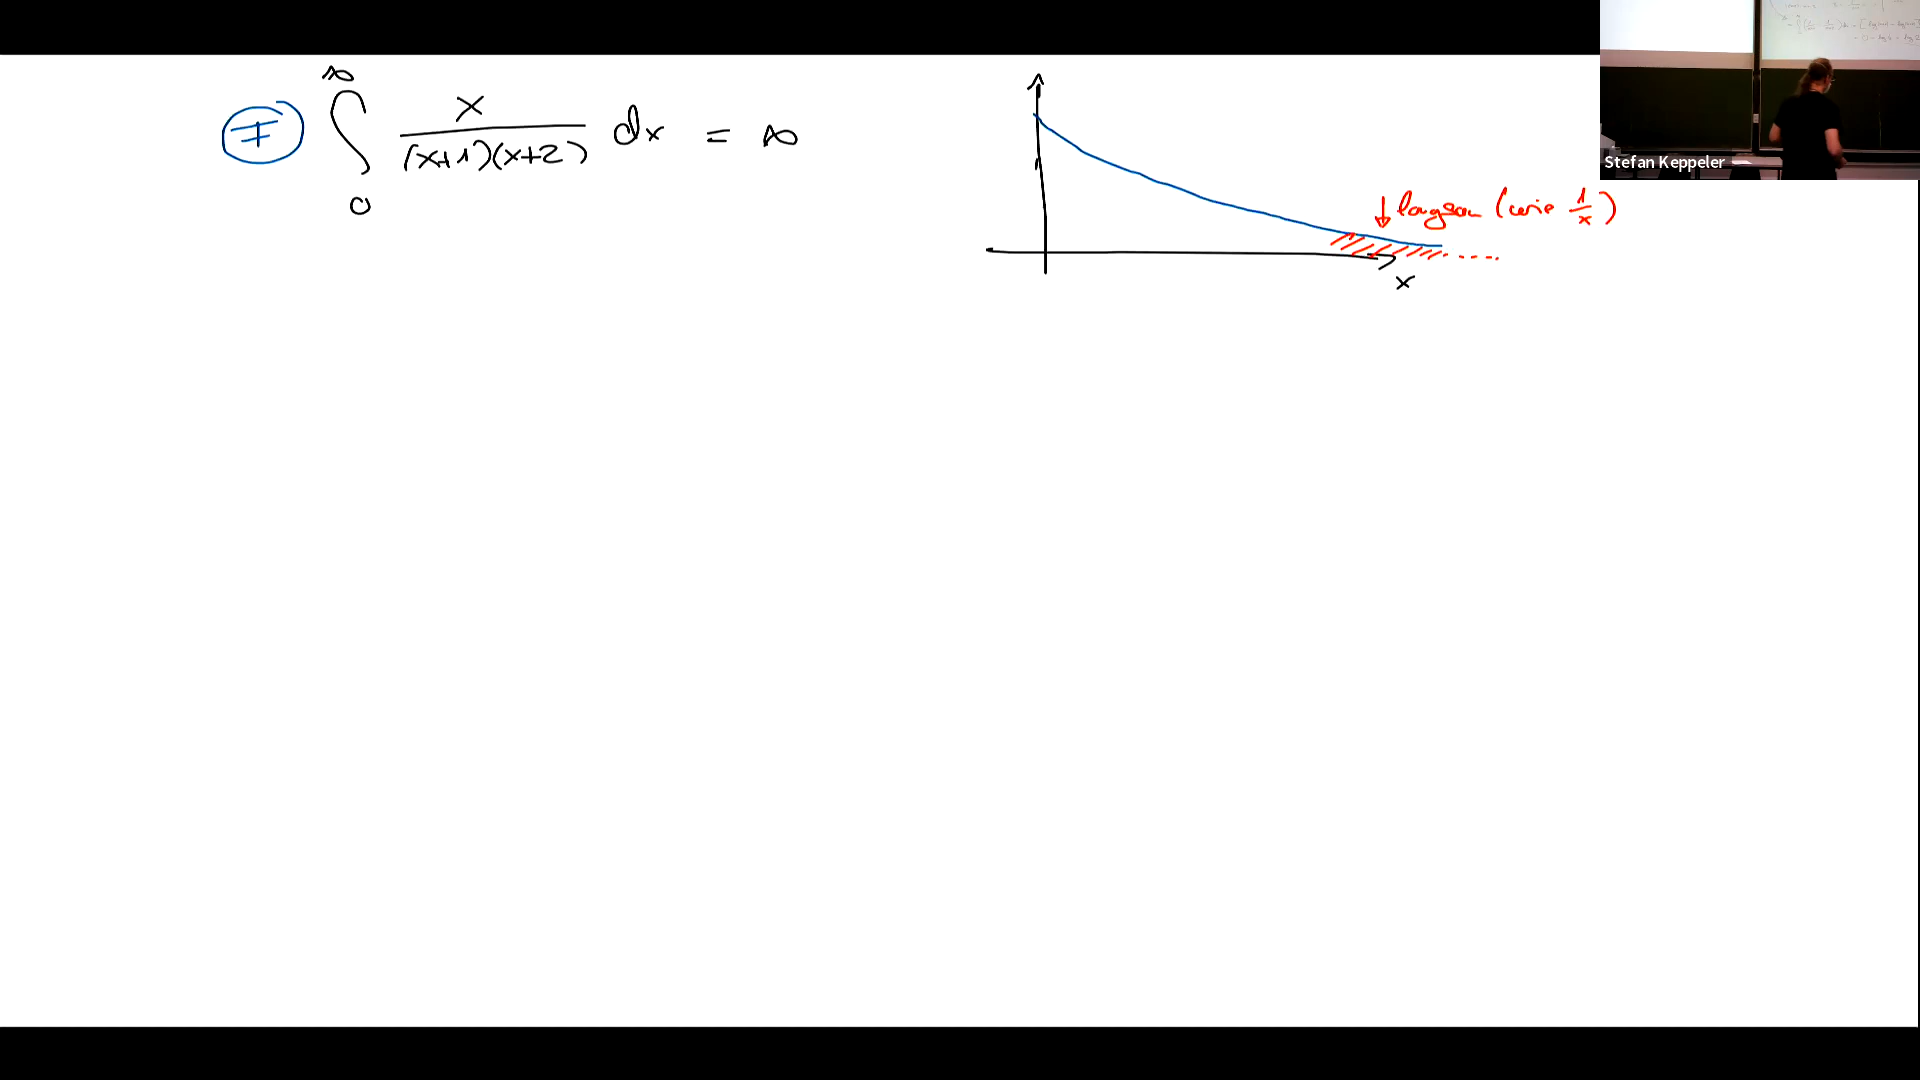 Ⓘ ∫₀^∞ x/((x+1)(x+2)) dx = ∞
↓ langsam (wie 1/x)
x
Stefan Keppeler